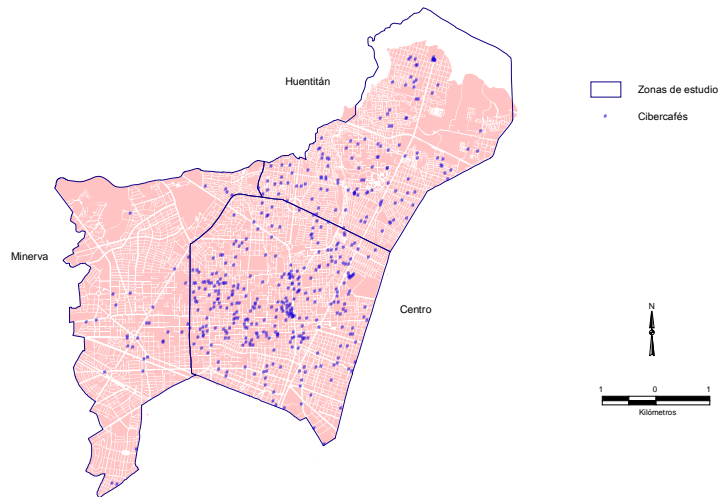 Huentitán
Zonas de estudio
Cibercafés
Minerva
Centro
N
1 0 1
Kilómetros